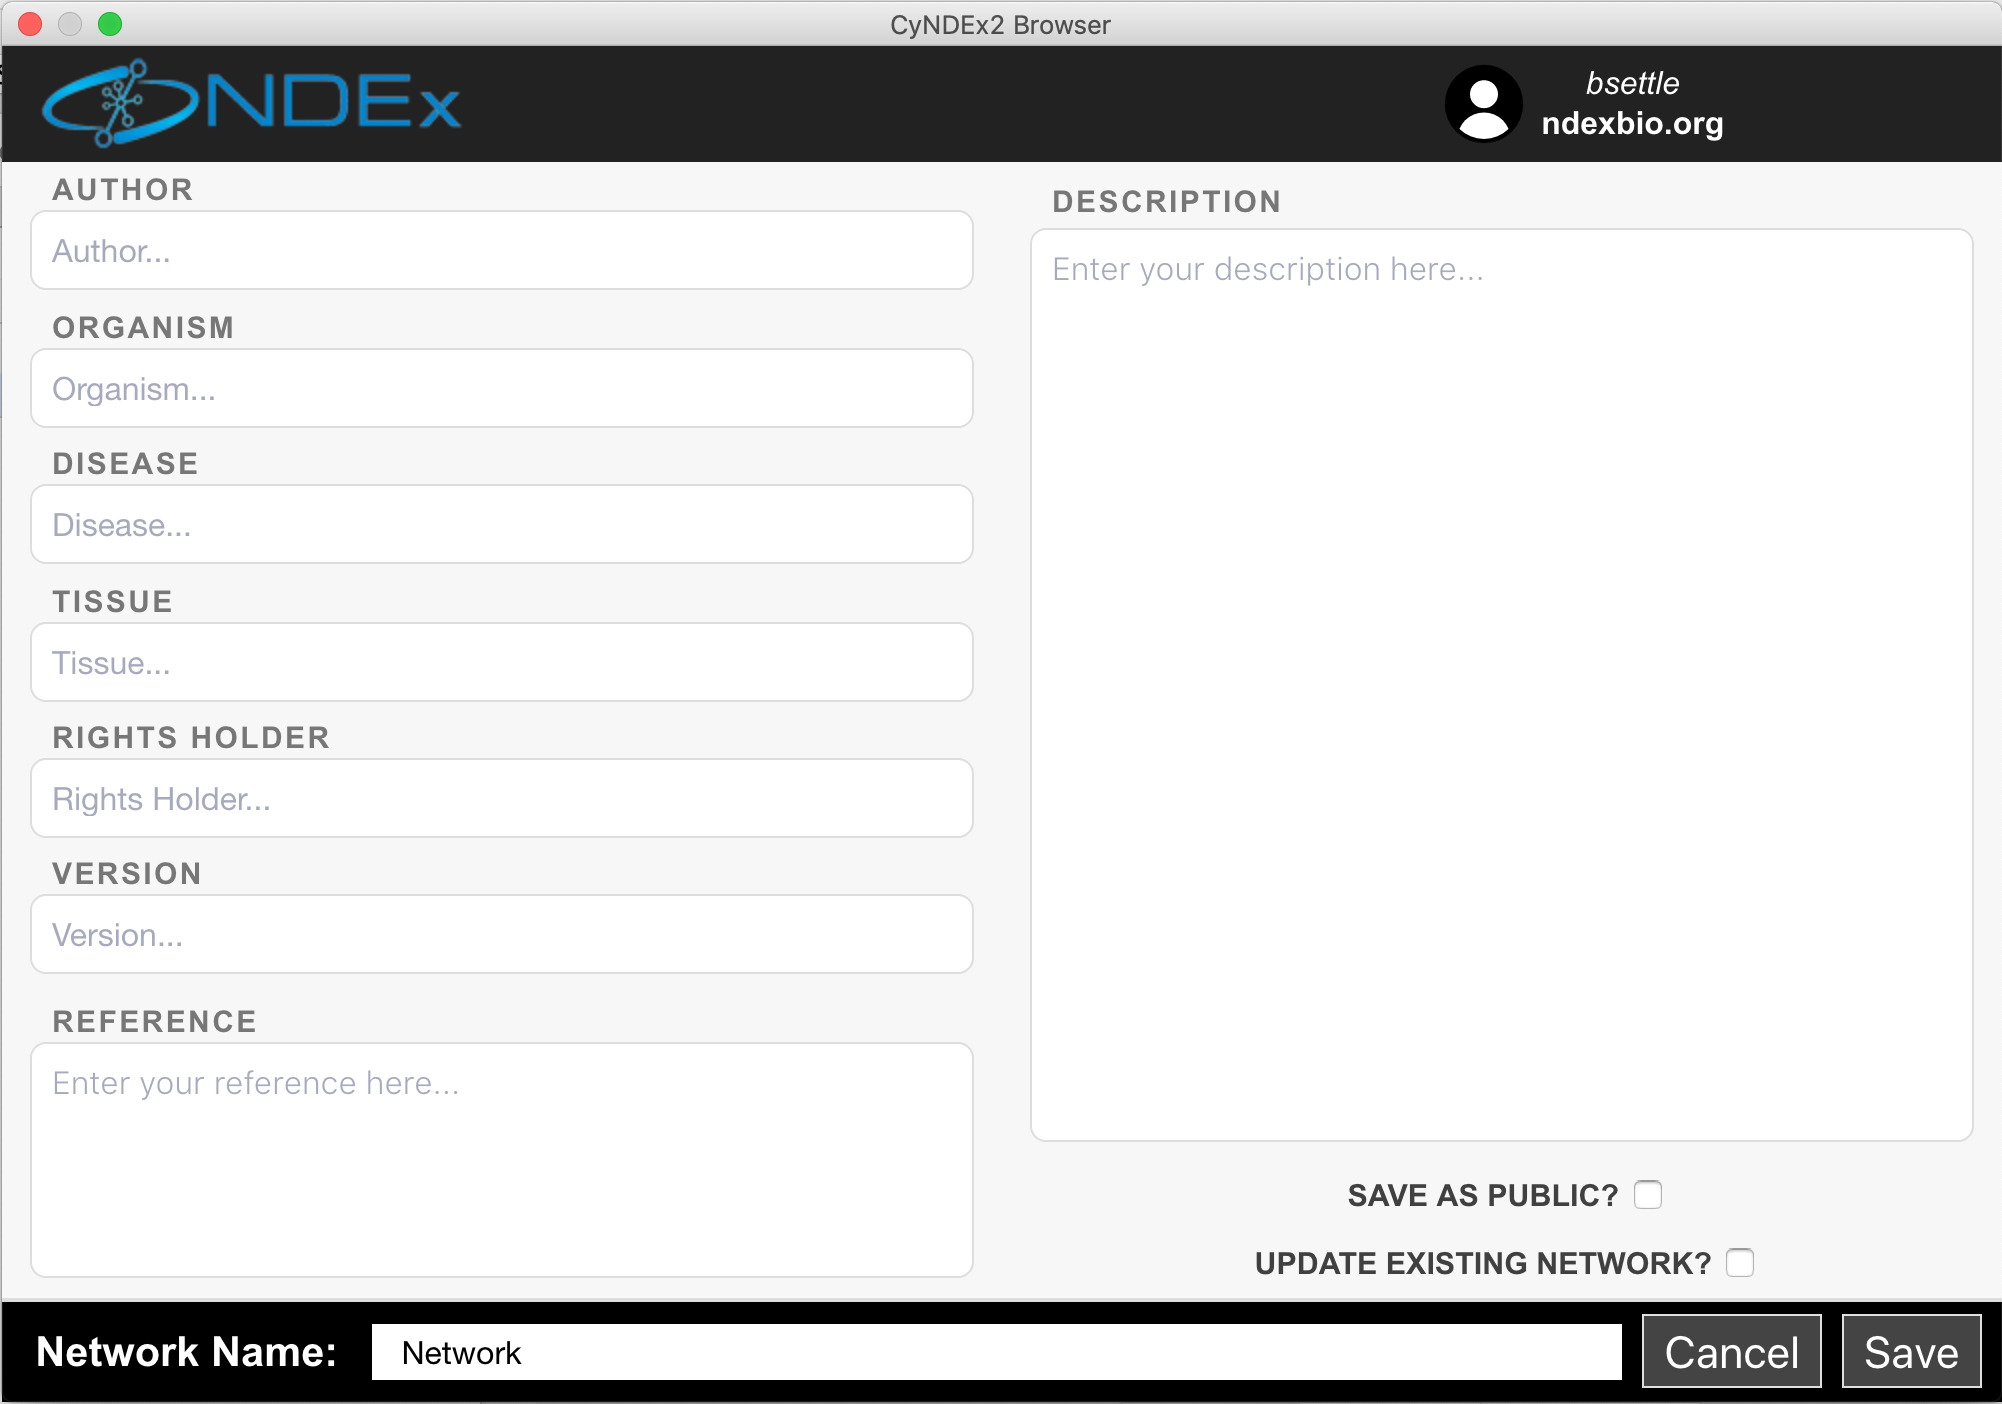 CyNDEx2 Browser
NDEx
bsettle
ndexbio.org
AUTHOR
Author...
ORGANISM
Organism...
DISEASE
Disease...
TISSUE
Tissue...
RIGHTS HOLDER
Rights Holder...
VERSION
Version...
REFERENCE
Enter your reference here...
DESCRIPTION
Enter your description here...
SAVE AS PUBLIC?
UPDATE EXISTING NETWORK?
Network Name: Network Cancel Save